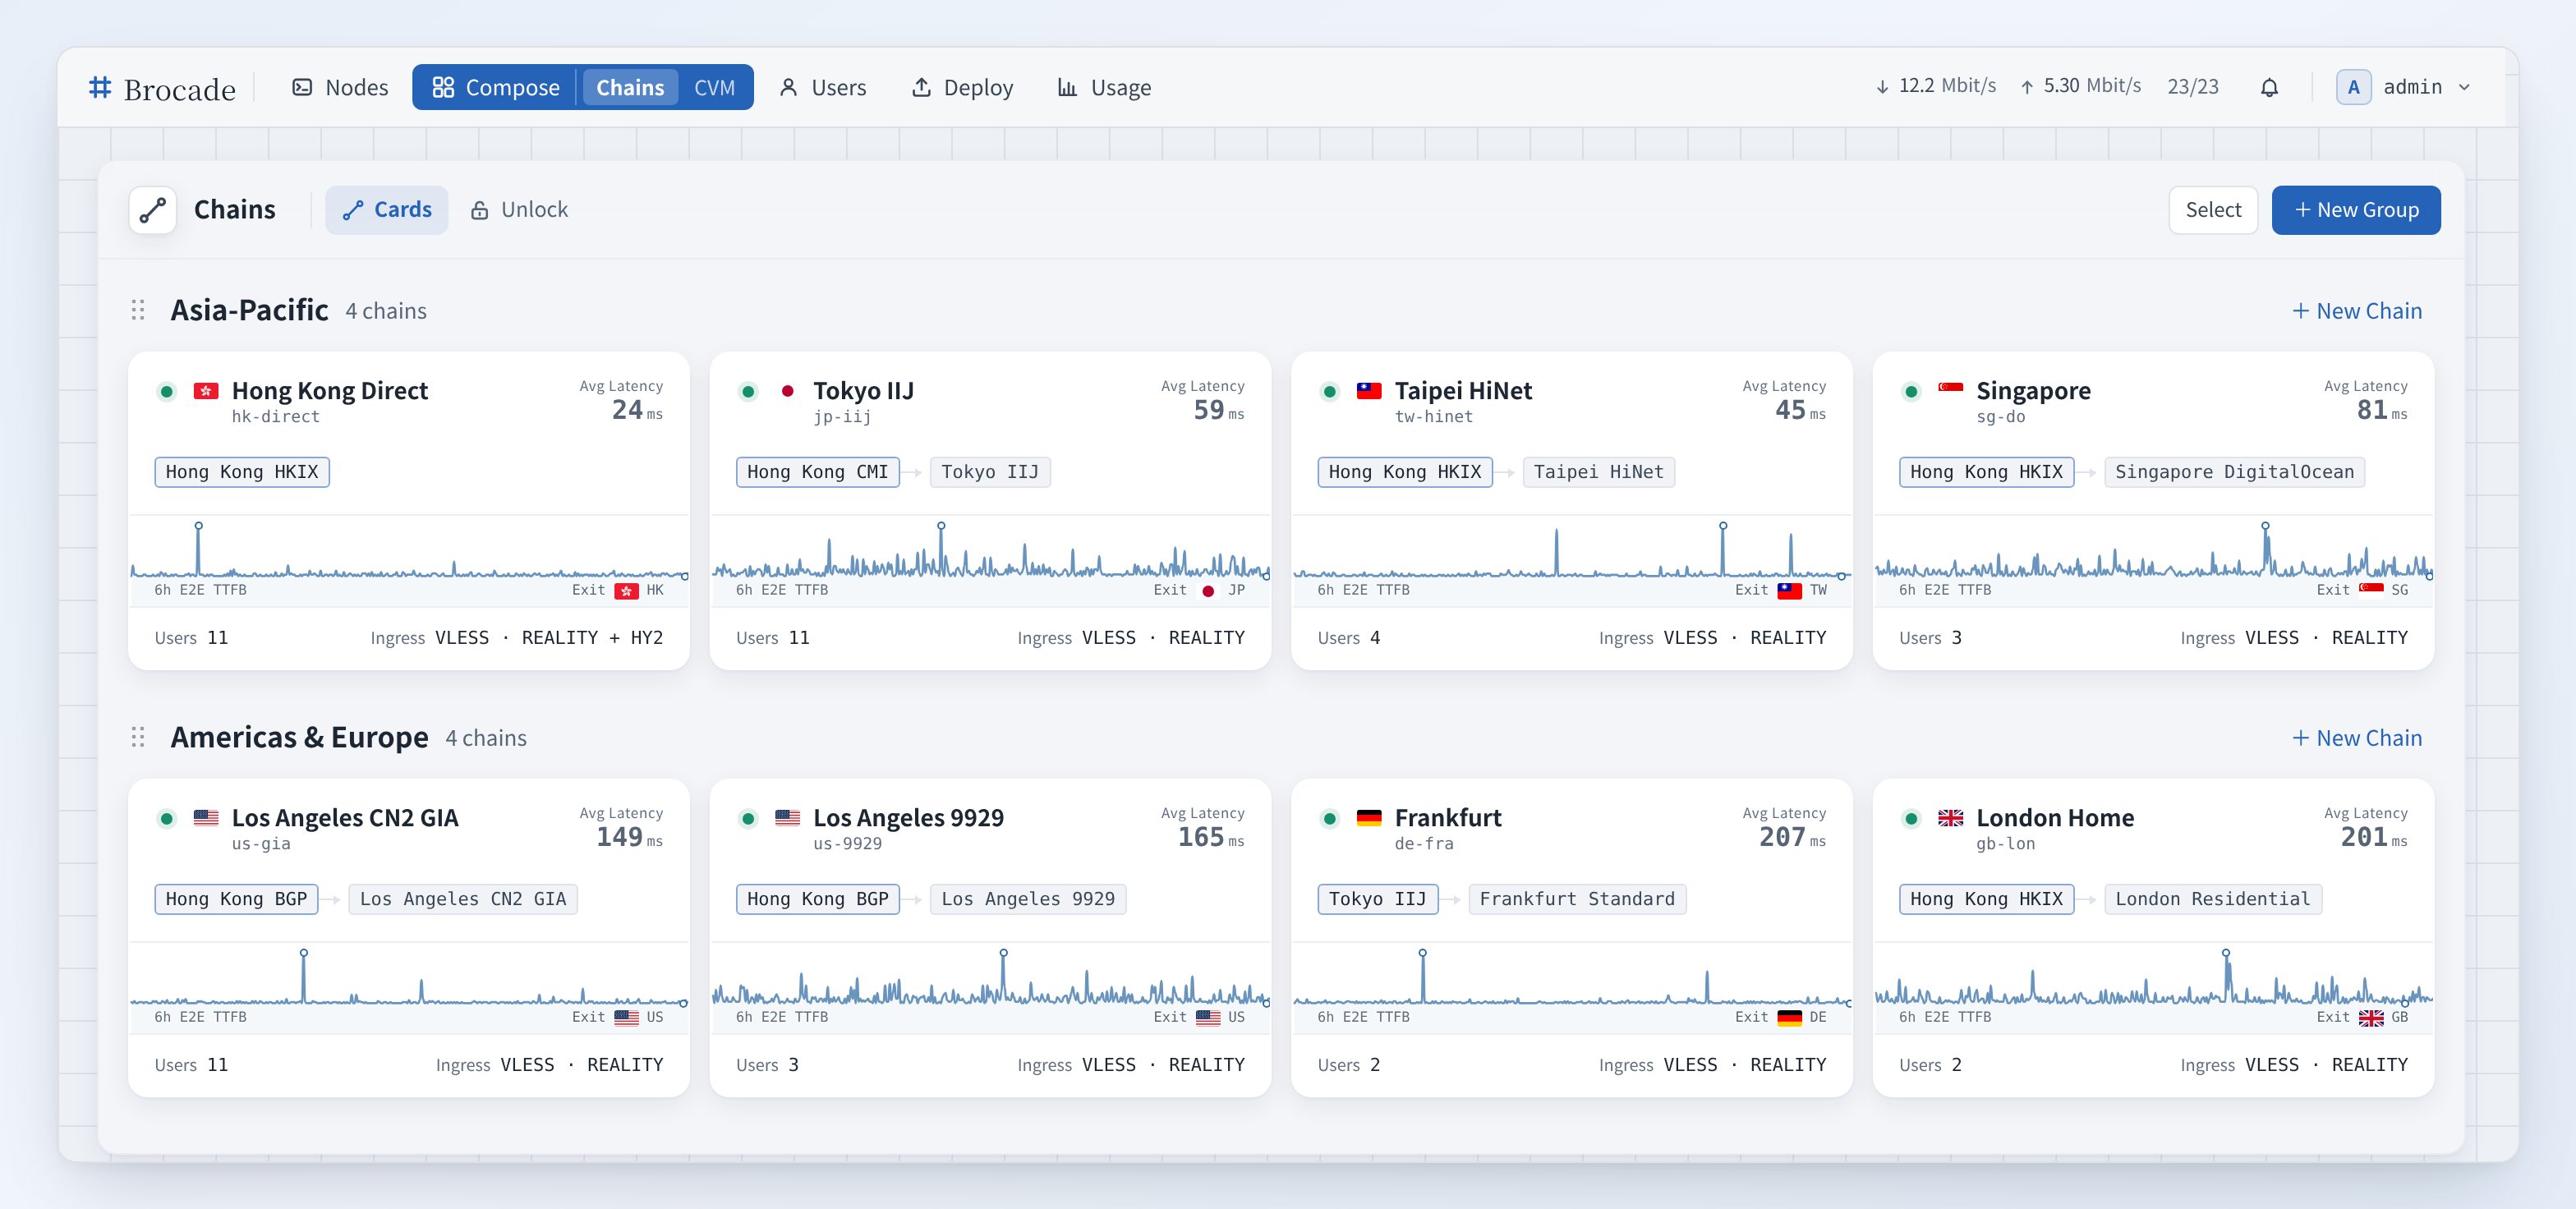 Brocade Nodes Compose Chains CVM Users Deploy Usage ↓ 12.2 Mbit/s ↑ 5.30 Mbit/s 23/23 A admin
Chains Cards Unlock Select + New Group
Asia-Pacific 4 chains + New Chain
Hong Kong Direct Avg Latency
hk-direct 24 ms
Hong Kong HKIX
6h E2E TTFB Exit HK
Users 11 Ingress VLESS · REALITY + HY2
Tokyo IIJ Avg Latency
jp-iij 59 ms
Hong Kong CMI Tokyo IIJ
6h E2E TTFB Exit JP
Users 11 Ingress VLESS · REALITY
Taipei HiNet Avg Latency
tw-hinet 45 ms
Hong Kong HKIX Taipei HiNet
6h E2E TTFB Exit TW
Users 4 Ingress VLESS · REALITY
Singapore Avg Latency
sg-do 81 ms
Hong Kong HKIX Singapore DigitalOcean
6h E2E TTFB Exit SG
Users 3 Ingress VLESS · REALITY
Americas & Europe 4 chains + New Chain
Los Angeles CN2 GIA Avg Latency
us-gia 149 ms
Hong Kong BGP Los Angeles CN2 GIA
6h E2E TTFB Exit US
Users 11 Ingress VLESS · REALITY
Los Angeles 9929 Avg Latency
us-9929 165 ms
Hong Kong BGP Los Angeles 9929
6h E2E TTFB Exit US
Users 3 Ingress VLESS · REALITY
Frankfurt Avg Latency
de-fra 207 ms
Tokyo IIJ Frankfurt Standard
6h E2E TTFB Exit DE
Users 2 Ingress VLESS · REALITY
London Home Avg Latency
gb-lon 201 ms
Hong Kong HKIX London Residential
6h E2E TTFB Exit GB
Users 2 Ingress VLESS · REALITY